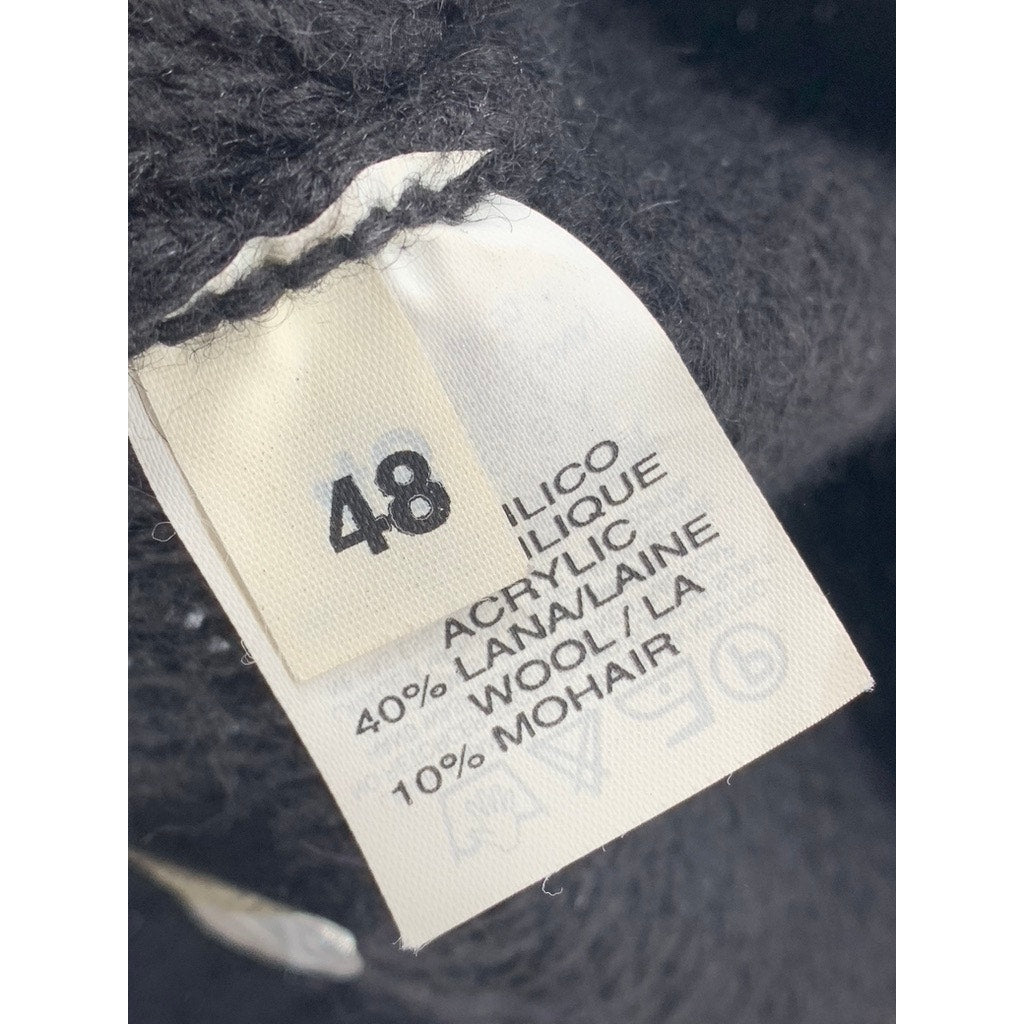 48
ILICO
ILIQUE
ACRYLIC
40% LANA/LAINE
WOOL / LA
10% MOHAIR